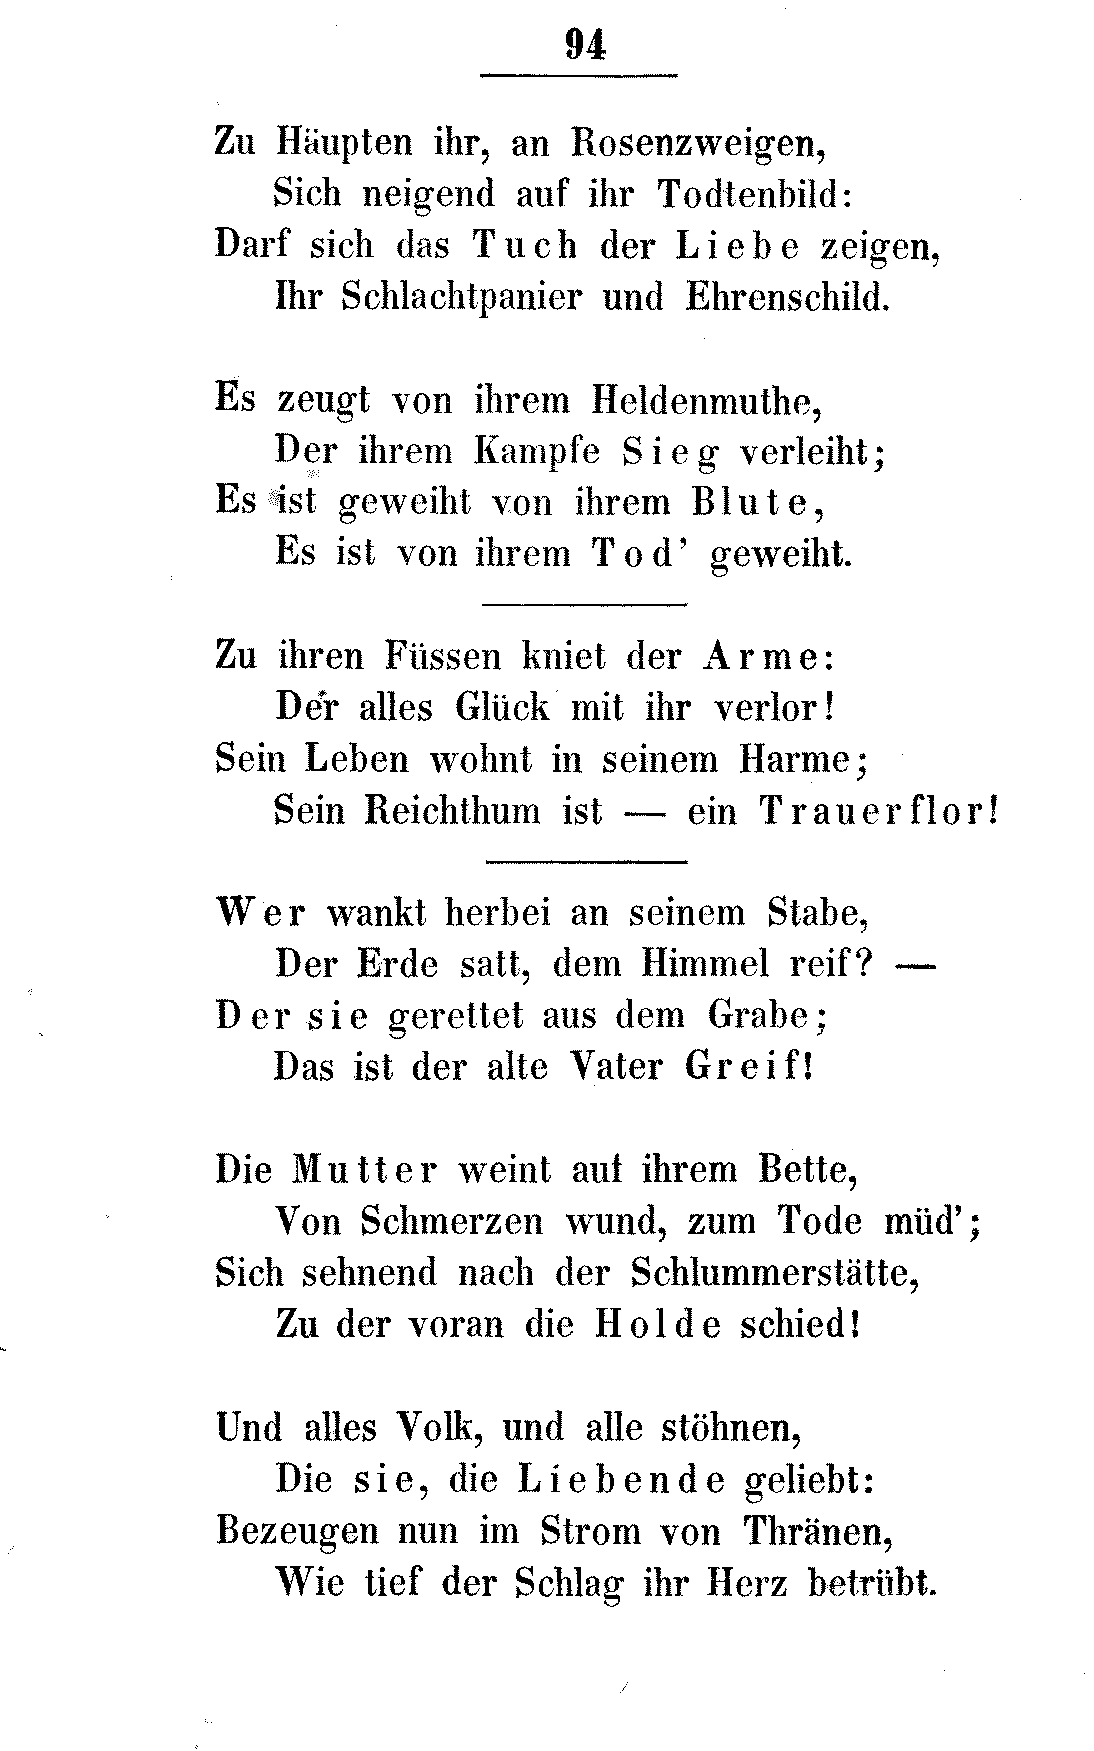 94
Zu Häupten ihr, an Rosenzweigen,
Sich neigend auf ihr Todtenbild:
Darf sich das Tuch der Liebe zeigen,
Ihr Schlachtpanier und Ehrenschild.
Es zeugt von ihrem Heldenmuthe,
Der ihrem Kampfe Sieg verleiht;
Es ist geweiht von ihrem Blute,
Es ist von ihrem Tod' geweiht.
Zu ihren Füssen kniet der Arme:
Der alles Glück mit ihr verlor!
Sein Leben wohnt in seinem Harme;
Sein Reichthum ist — ein Trauerflor!
Wer wankt herbei an seinem Stabe,
Der Erde satt, dem Himmel reif? —
Der sie gerettet aus dem Grabe;
Das ist der alte Vater Greif!
Die Mutter weint auf ihrem Bette,
Von Schmerzen wund, zum Tode müd';
Sich sehnend nach der Schlummerstätte,
Zu der voran die Holde schied!
Und alles Volk, und alle stöhnen,
Die sie, die Liebende geliebt:
Bezeugen nun im Strom von Thränen,
Wie tief der Schlag ihr Herz betrübt.